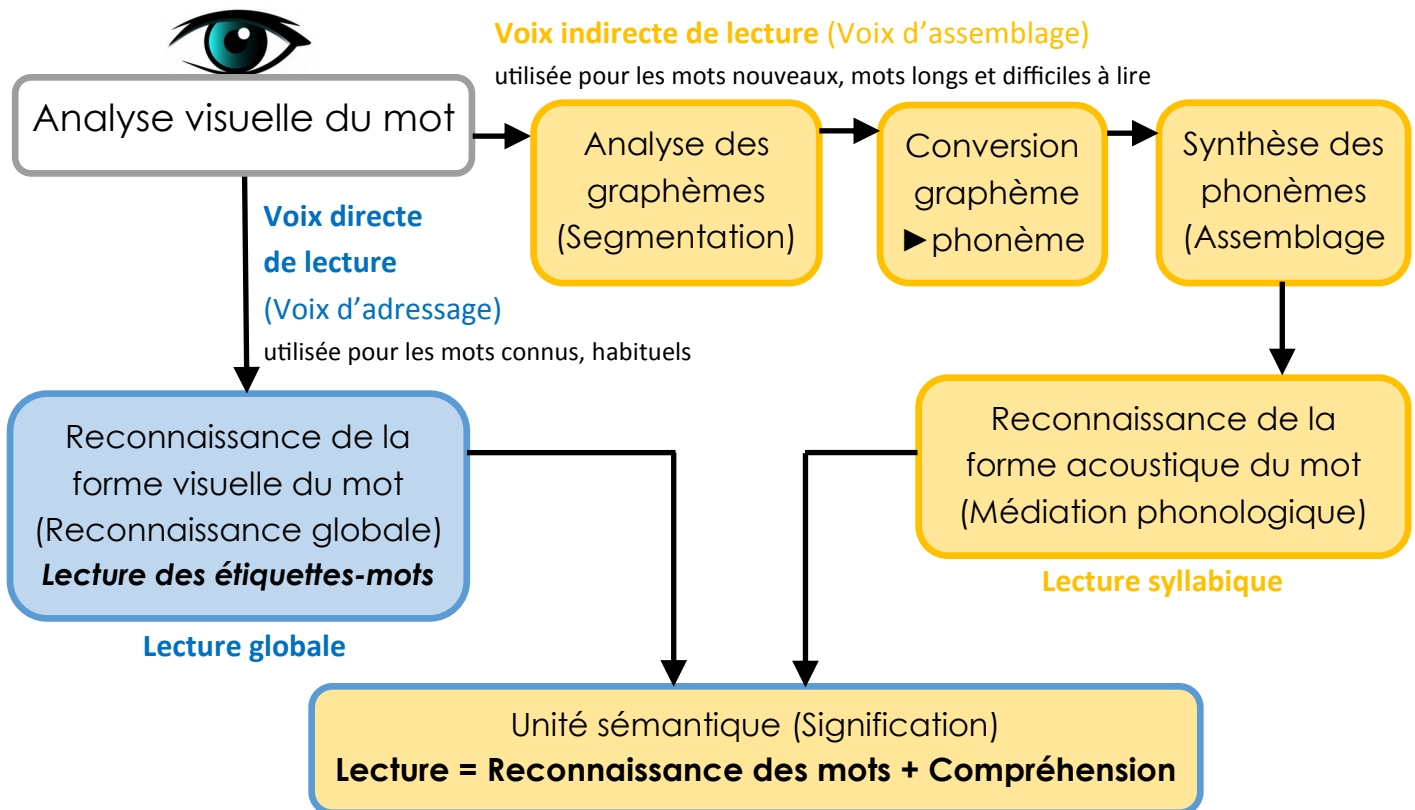 Voix indirecte de lecture (Voix d’assemblage)
utilisée pour les mots nouveaux, mots longs et difficiles à lire
Analyse visuelle du mot
Analyse des
graphèmes
(Segmentation)
Conversion
graphème
►phonème
Synthèse des
phonèmes
(Assemblage
Voix directe
de lecture
(Voix d’adressage)
utilisée pour les mots connus, habituels
Reconnaissance de la
forme visuelle du mot
(Reconnaissance globale)
Lecture des étiquettes-mots
Lecture globale
Reconnaissance de la
forme acoustique du mot
(Médiation phonologique)
Lecture syllabique
Unité sémantique (Signification)
Lecture = Reconnaissance des mots + Compréhension